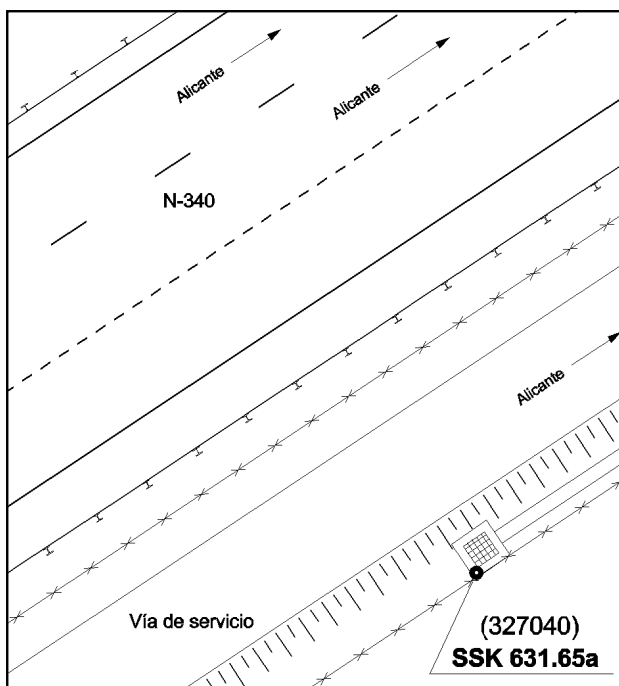 Alicante
Alicante
N-340
Alicante
Vía de servicio
(327040)
SSK 631.65a